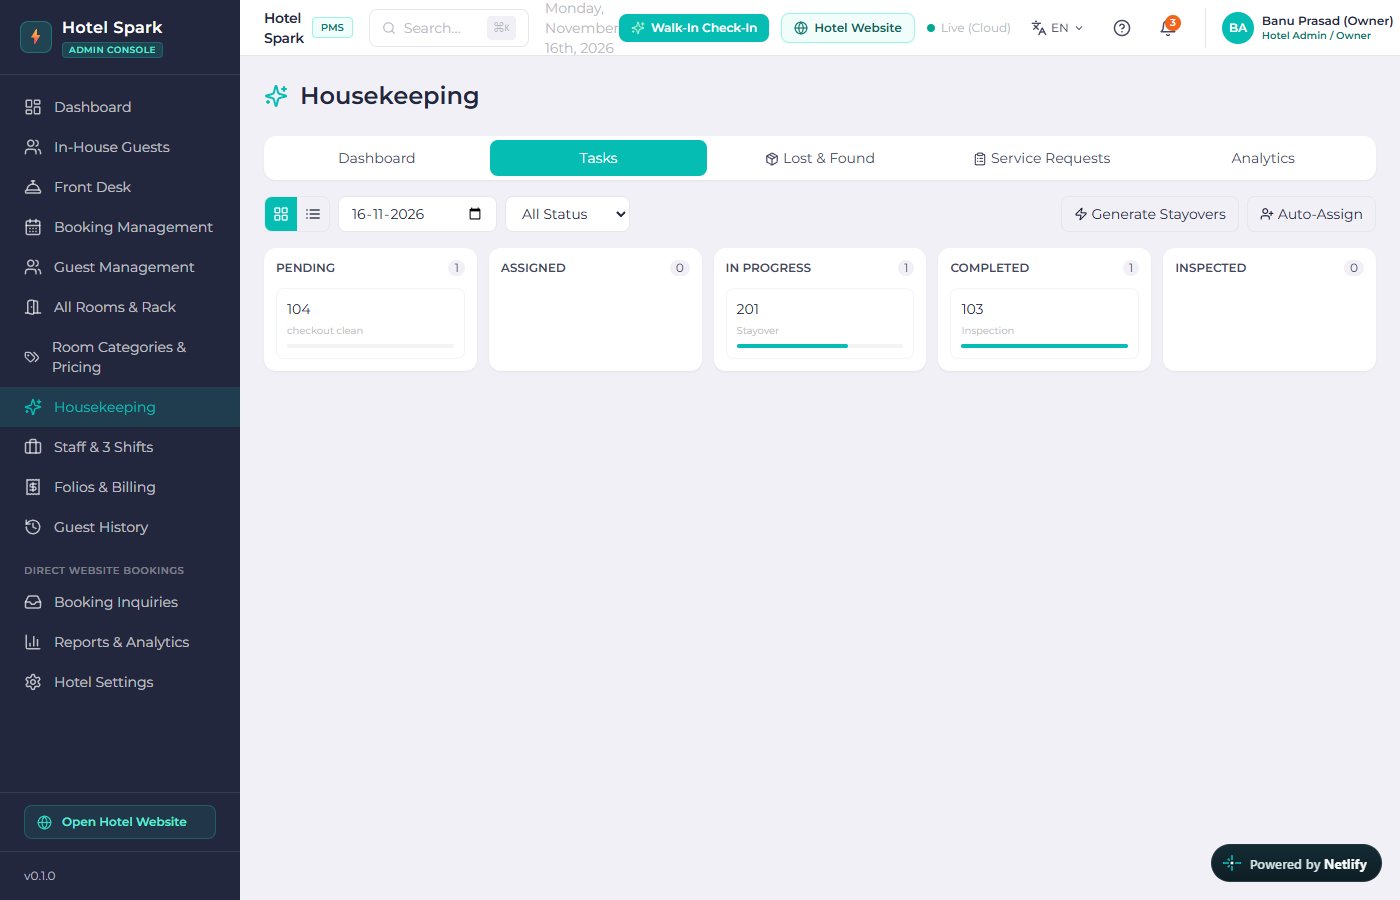 Hotel Spark
ADMIN CONSOLE
Dashboard
In-House Guests
Front Desk
Booking Management
Guest Management
All Rooms & Rack
Room Categories &
Pricing
Housekeeping
Staff & 3 Shifts
Folios & Billing
Guest History
DIRECT WEBSITE BOOKINGS
Booking Inquiries
Reports & Analytics
Hotel Settings
Open Hotel Website
v0.1.0
Hotel
Spark
PMS
Search...
⌘K
Monday,
November
16th, 2026
Walk-In Check-In
Hotel Website
Live (Cloud)
EN
3
BA
Banu Prasad (Owner)
Hotel Admin / Owner
Housekeeping
Dashboard
Tasks
Lost & Found
Service Requests
Analytics
16-11-2026
All Status
Generate Stayovers
Auto-Assign
PENDING 1
104
checkout clean
ASSIGNED 0
IN PROGRESS 1
201
Stayover
COMPLETED 1
103
Inspection
INSPECTED 0
Powered by Netlify